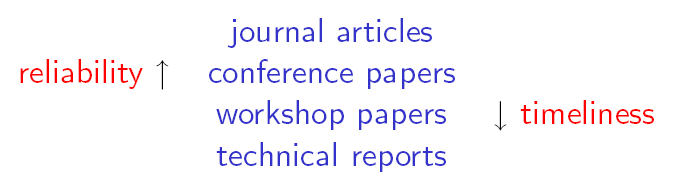 journal articles
reliability ↑ conference papers
workshop papers ↓ timeliness
technical reports